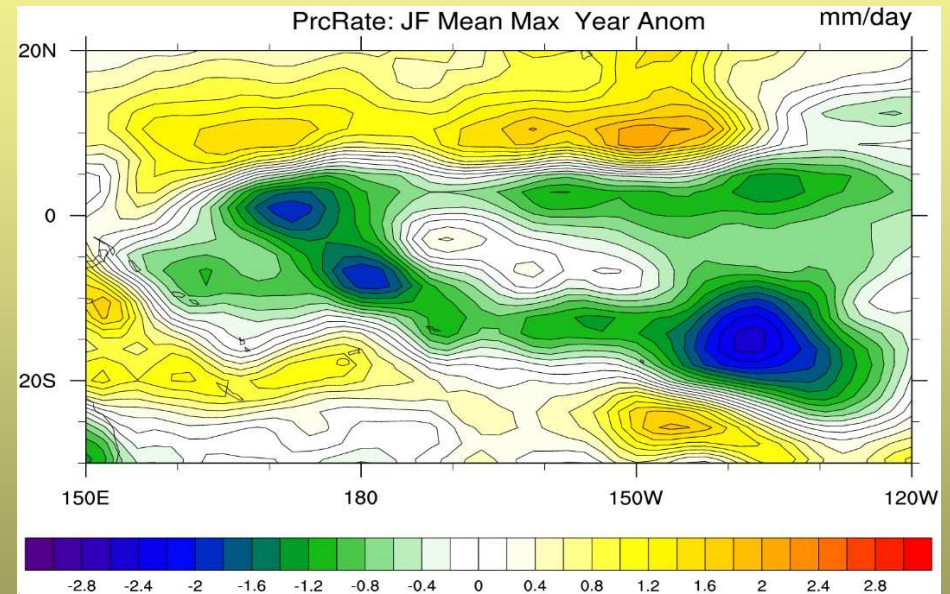 PrcRate: JF Mean Max Year Anom mm/day
20N
0
20S
150E 180 150W 120W
-2.8 -2.4 -2 -1.6 -1.2 -0.8 -0.4 0 0.4 0.8 1.2 1.6 2 2.4 2.8